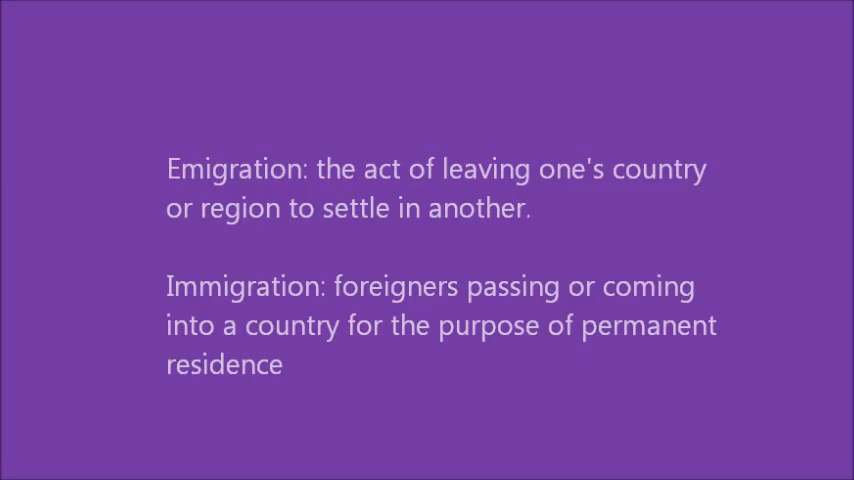 Emigration: the act of leaving one's country
or region to settle in another.
Immigration: foreigners passing or coming
into a country for the purpose of permanent
residence